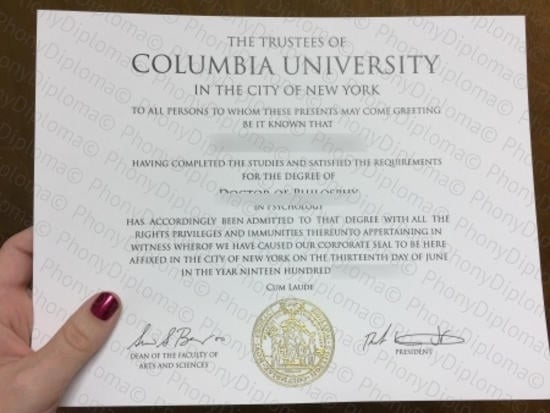 THE TRUSTEES OF
COLUMBIA UNIVERSITY
IN THE CITY OF NEW YORK
TO ALL PERSONS TO WHOM THESE PRESENTS MAY COME GREETING
BE IT KNOWN THAT
HAVING COMPLETED THE STUDIES AND SATISFIED THE REQUIREMENTS
FOR THE DEGREE OF
DOCTOR OF PHILOSPHY
IN PSYCHOLOGY
HAS ACCORDINGLY BEEN ADMITTED TO THAT DEGREE WITH ALL THE
RIGHTS PRIVILEGES AND IMMUNITIES THEREUNTO APPERTAINING IN
WITNESS WHEROF WE HAVE CAUSED OUR CORPORATE SEAL TO BE HERE
AFFIXED IN THE CITY OF NEW YORK ON THE THIRTEENTH DAY OF JUNE
IN THE YEAR NINTEEN HUNDRED
CUM LAUDE
DEAN OF THE FACULTY OF
ARTS AND SCIENCES
PRESIDENT
PhonyDiploma©